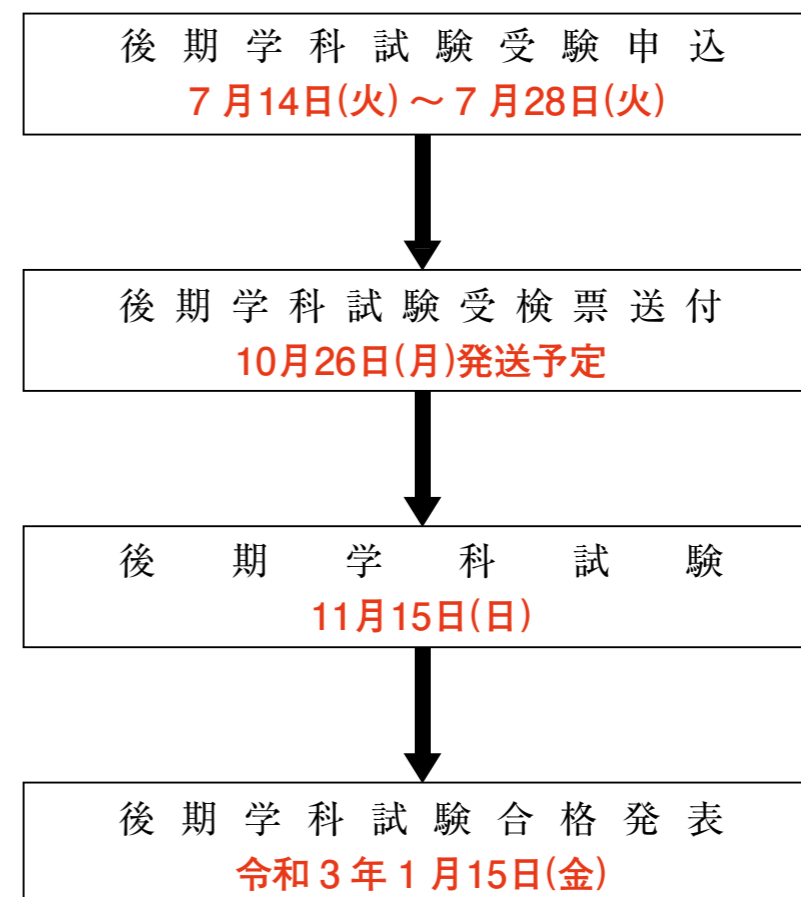 後期学科試験受験申込
7月14日(火)～7月28日(火)
後期学科試験受検票送付
10月26日(月)発送予定
後期学科試験
11月15日(日)
後期学科試験合格発表
令和3年1月15日(金)